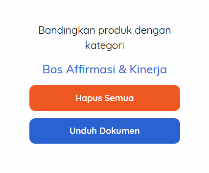 Bandingkan produk dengan
kategori
Bos Affirmasi & Kinerja
Hapus Semua
Unduh Dokumen